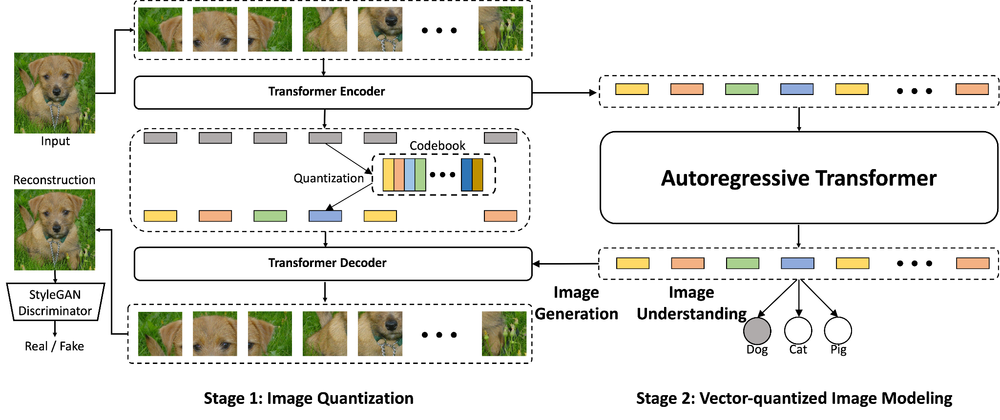 Input
Transformer Encoder
Codebook
Quantization
Reconstruction
Transformer Decoder
StyleGAN
Discriminator
Real / Fake
Autoregressive Transformer
Image
Generation
Image
Understanding
Dog
Cat
Pig
Stage 1: Image Quantization
Stage 2: Vector-quantized Image Modeling